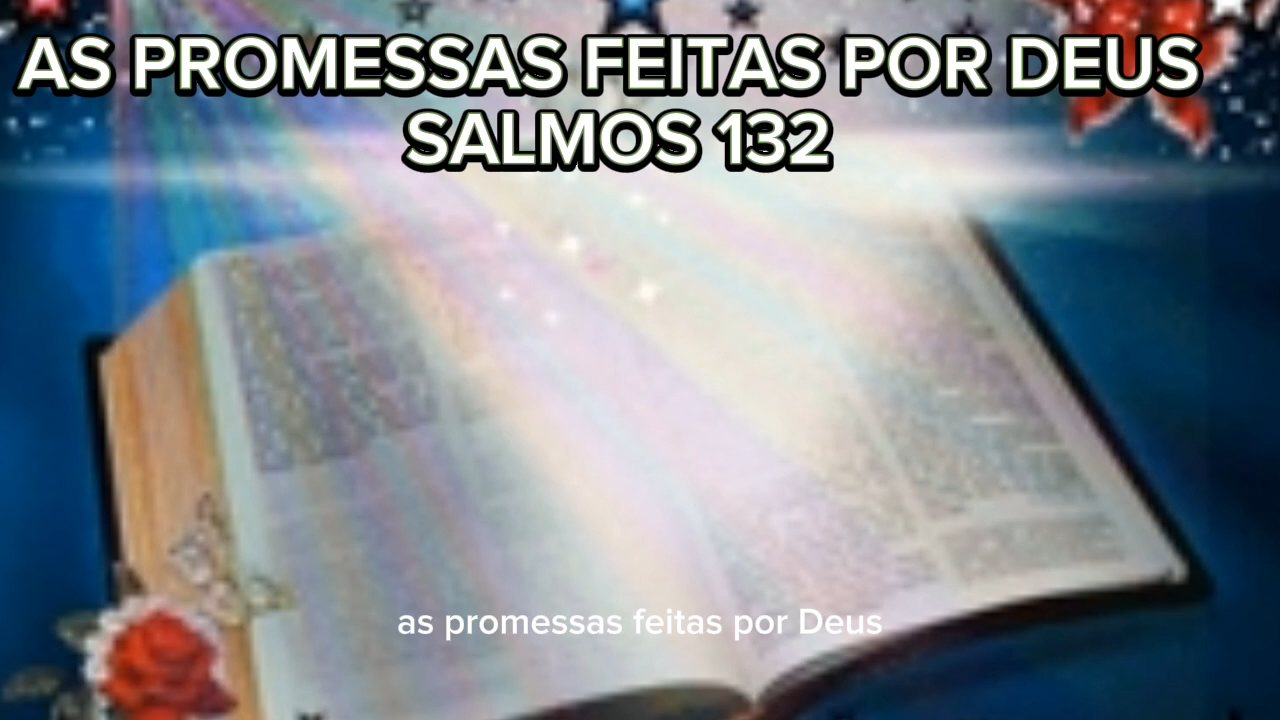 AS PROMESSAS FEITAS POR DEUS
SALMOS 132
as promessas feitas por Deus